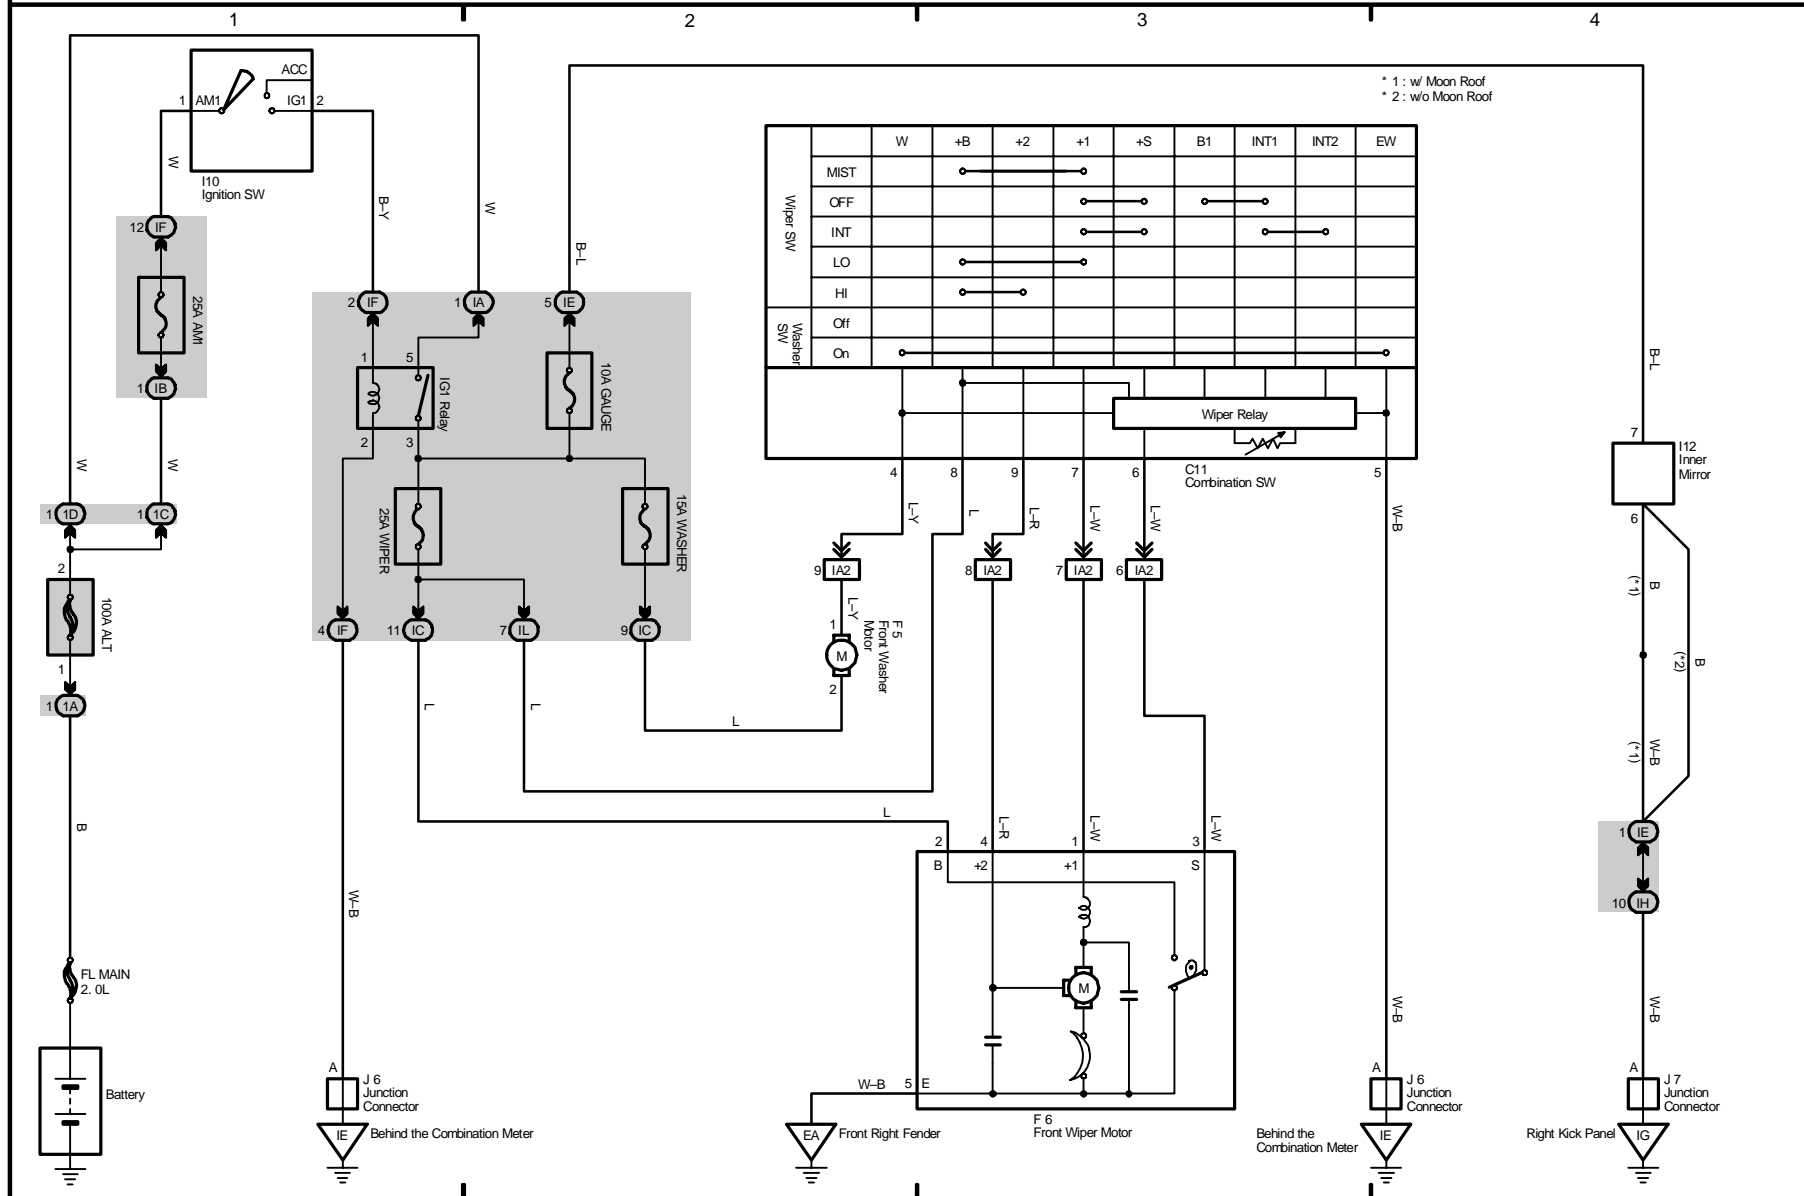 1 2 3 4
ACC
1 AM1 IG1 2
I10
Ignition SW
* 1 : w/ Moon Roof
* 2 : w/o Moon Roof
W
B–Y
W
B–L
12 IF
25A AM1
1 IB
W
W
2 IF
1 IA
5 IE
1 5
IG1 Relay
2 3
10A GAUGE
25A WIPER
15A WASHER
4 IF
11 IC
7 IL
9 IC
1 1D
1 1C
2
100A ALT
1
1 1A
B
FL MAIN
2. 0L
Battery
W +B +2 +1 +S B1 INT1 INT2 EW
Wiper SW
MIST
OFF
INT
LO
HI
Washer
SW
Off
On
Wiper Relay
4 8 9 7 6 5
C11
Combination SW
L–Y
L
L–R
L–W
L–W
W–B
9 IA2
8 IA2
7 IA2
6 IA2
L–Y
1
M
2
F 5
Front Washer
Motor
L
L
L
L
L–R
L–W
L–W
2 4 1 3
B +2 +1 S
M
W–B 5 E
F 6
Front Wiper Motor
EA Front Right Fender
W–B
A
J 6
Junction
Connector
IE Behind the Combination Meter
W–B
A
J 6
Junction
Connector
Behind the
Combination Meter
IE
B–L
7
I12
Inner
Mirror
6
B
(*1)
B
(*2)
W–B
(*1)
1 IE
10 IH
W–B
A
J 7
Junction
Connector
Right Kick Panel IG